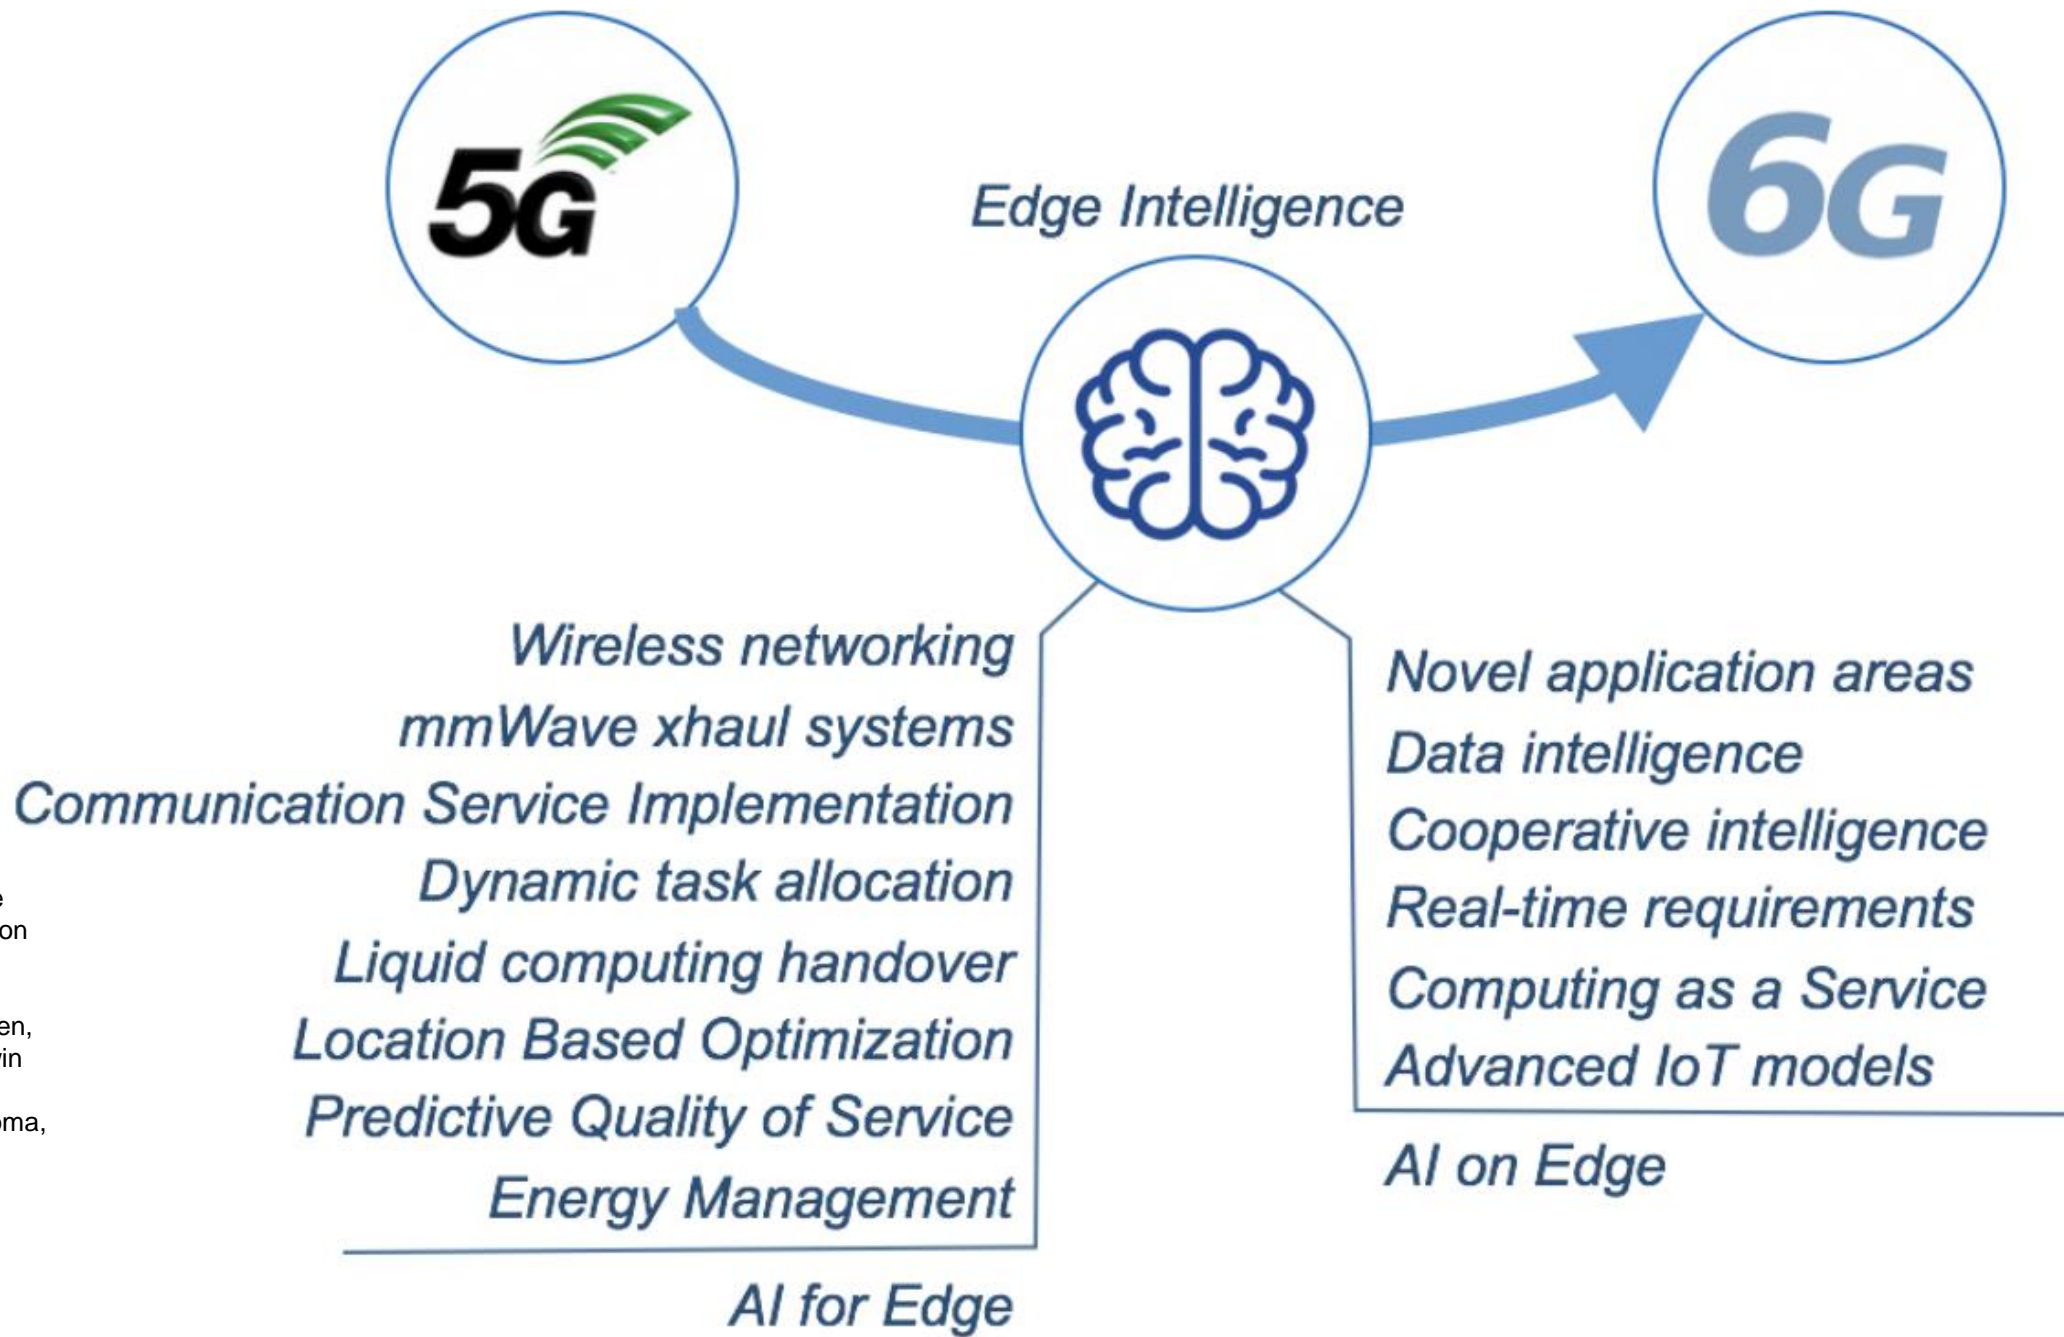 5G
6G
Edge Intelligence
Wireless networking
mmWave xhaul systems
Communication Service Implementation
Dynamic task allocation
Liquid computing handover
Location Based Optimization
Predictive Quality of Service
Energy Management
AI for Edge
Novel application areas
Data intelligence
Cooperative intelligence
Real-time requirements
Computing as a Service
Advanced IoT models
AI on Edge